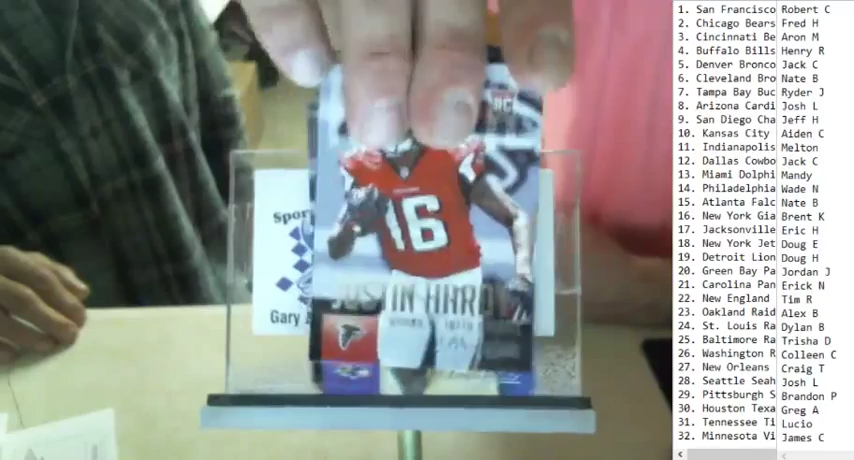 RC
16
JUSTIN HARDY
Spor
Gary &
1. San Francisco Robert C
2. Chicago Bears Fred H
3. Cincinnati Be Aron M
4. Buffalo Bills Henry R
5. Denver Bronco Jack C
6. Cleveland Bro Nate B
7. Tampa Bay Buc Ryder J
8. Arizona Cardi Josh L
9. San Diego Cha Jeff H
10. Kansas City Aiden C
11. Indianapolis Melton
12. Dallas Cowbo Jack C
13. Miami Dolphi Mandy
14. Philadelphia Wade N
15. Atlanta Falc Nate B
16. New York Gia Brent K
17. Jacksonville Eric H
18. New York Jet Doug E
19. Detroit Lion Doug H
20. Green Bay Pa Jordan J
21. Carolina Pan Erick N
22. New England Tim R
23. Oakland Raid Alex B
24. St. Louis Ra Dylan B
25. Baltimore Ra Trisha D
26. Washington R Colleen C
27. New Orleans Craig T
28. Seattle Seah Josh L
29. Pittsburgh S Brandon P
30. Houston Texa Greg A
31. Tennessee Ti Lucio
32. Minnesota Vi James C